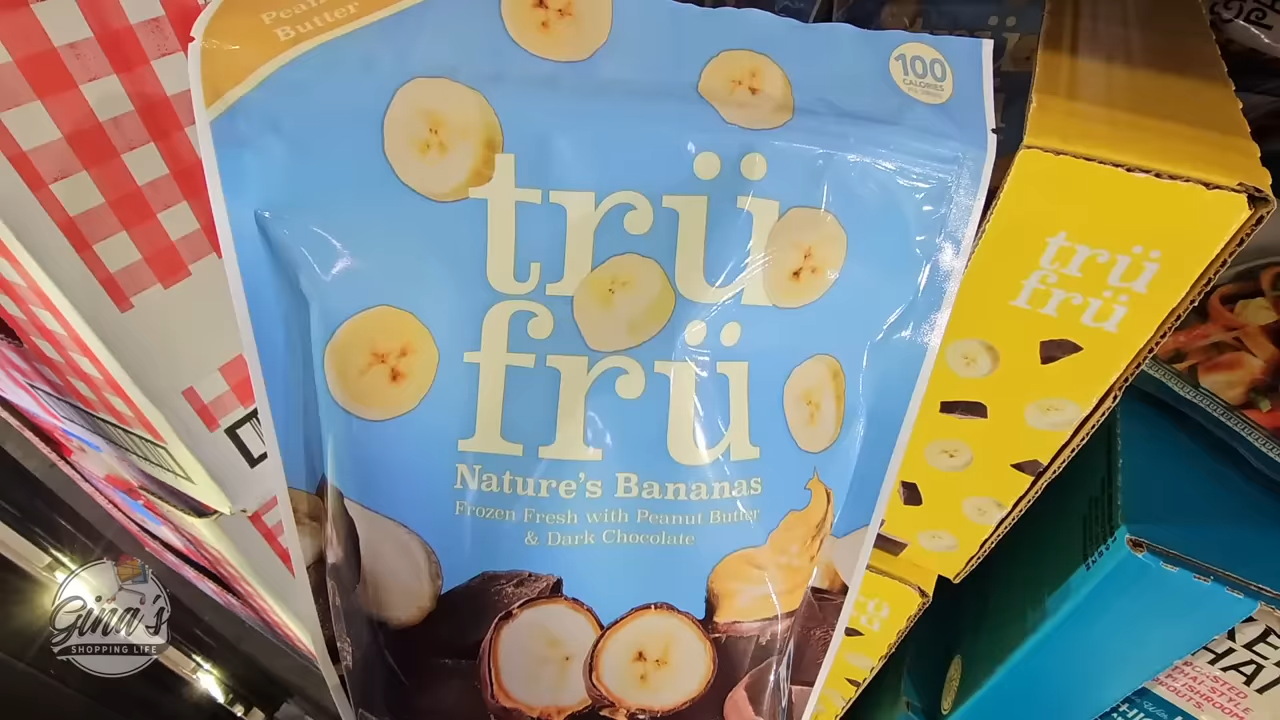 Peanut
Butter
100
CALORIES
trü
frü
Nature's Bananas
Frozen Fresh with Peanut Butter
& Dark Chocolate
trü
frü
Gina's
SHOPPING LIFE